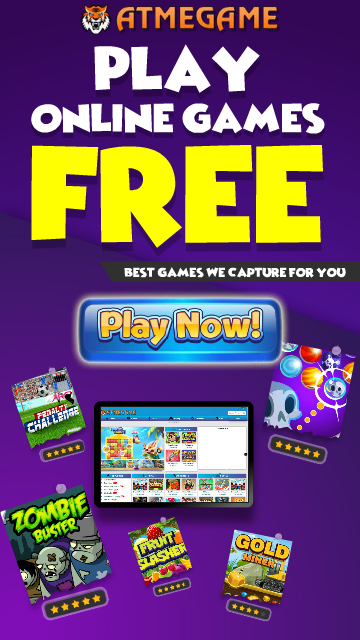 ATMEGAME
PLAY
ONLINE GAMES
FREE
BEST GAMES WE CAPTURE FOR YOU
Play Now!
PENALTY
CHALLENGE
ATMEGAME
ZOMBIE
BUSTER
FRUIT
SLASHER
GOLD
MINER